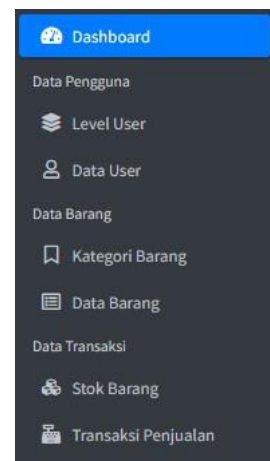 Dashboard
Data Pengguna
Level User
Data User
Data Barang
Kategori Barang
Data Barang
Data Transaksi
Stok Barang
Transaksi Penjualan